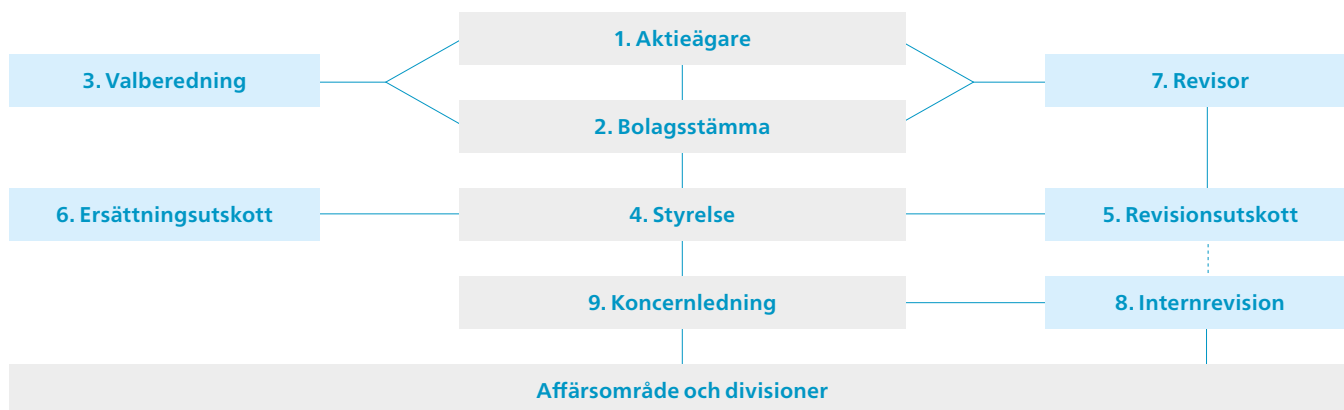 1. Aktieägare
3. Valberedning
7. Revisor
2. Bolagsstämma
6. Ersättningsutskott
4. Styrelse
5. Revisionsutskott
9. Koncernledning
8. Internrevision
Affärsområde och divisioner